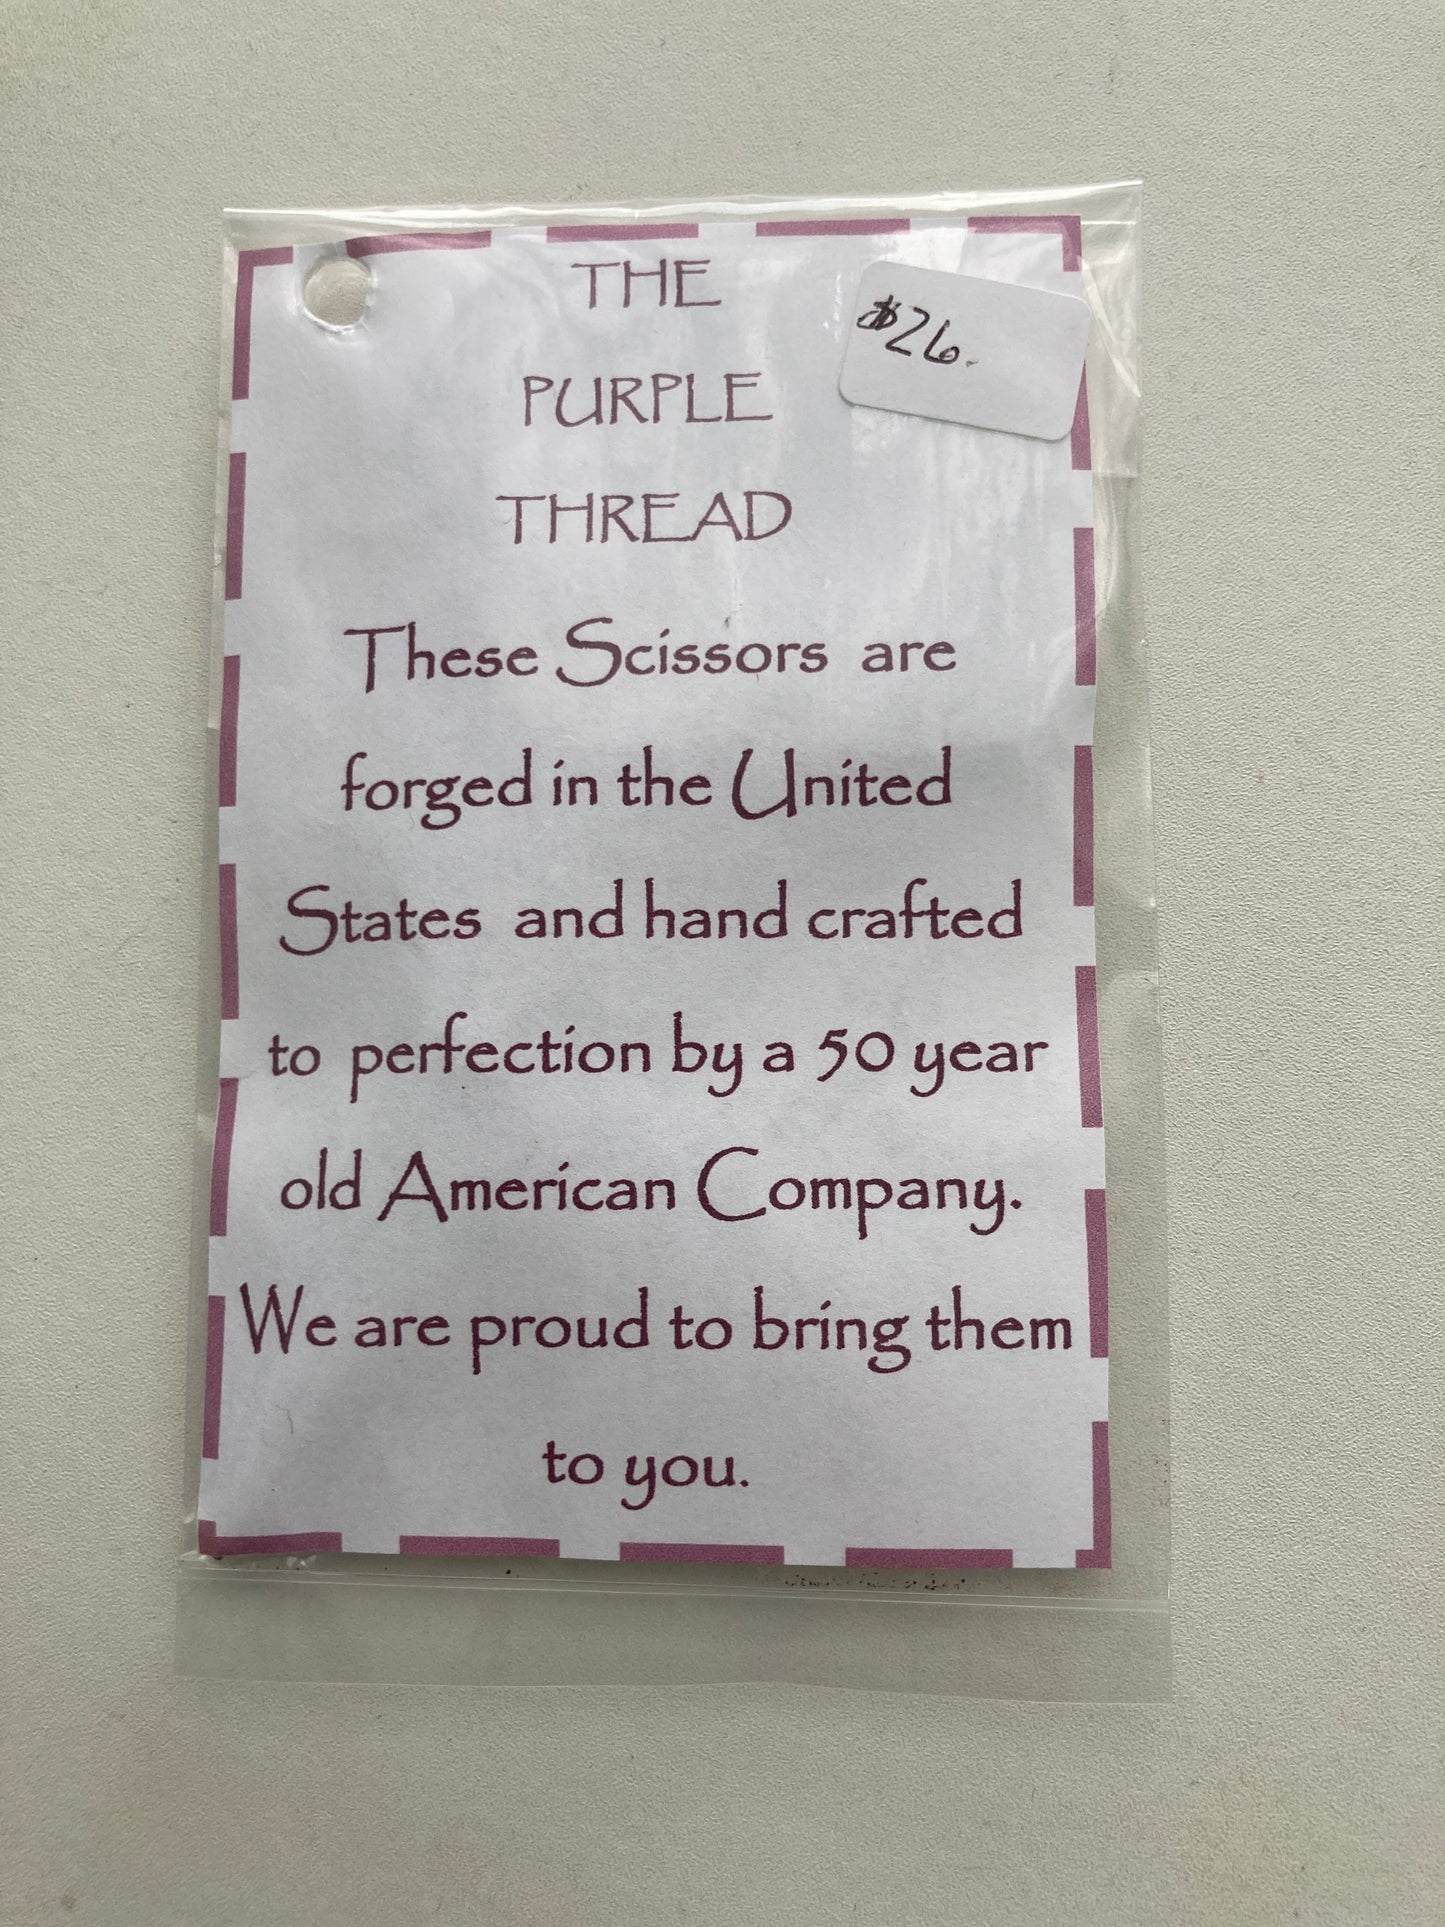 THE
$26.
PURPLE
THREAD
These Scissors are
forged in the United
States and hand crafted
to perfection by a 50 year
old American Company.
We are proud to bring them
to you.